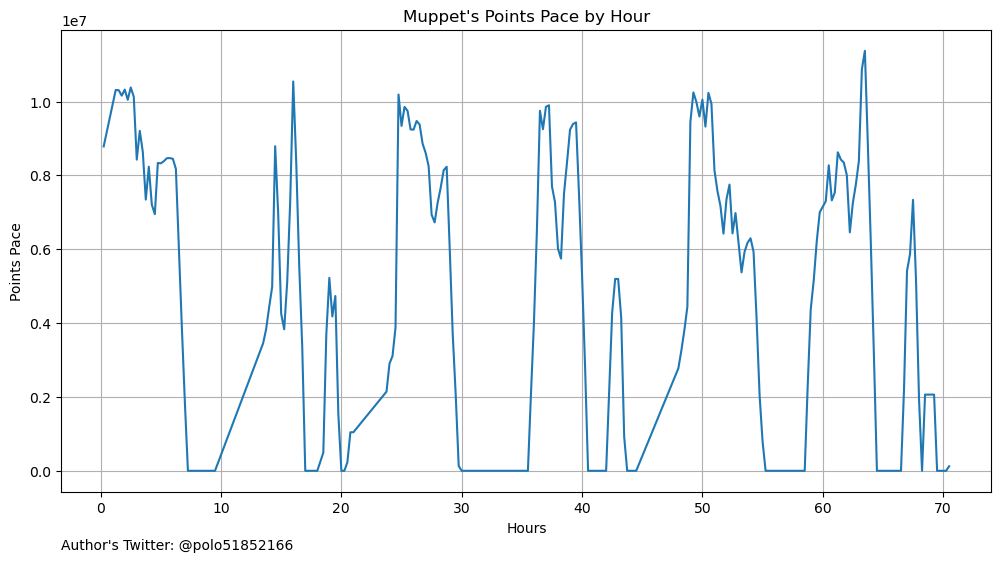 Muppet's Points Pace by Hour
1e7
1.0
0.8
0.6
0.4
0.2
0.0
Points Pace
0 10 20 30 40 50 60 70
Hours
Author's Twitter: @polo51852166